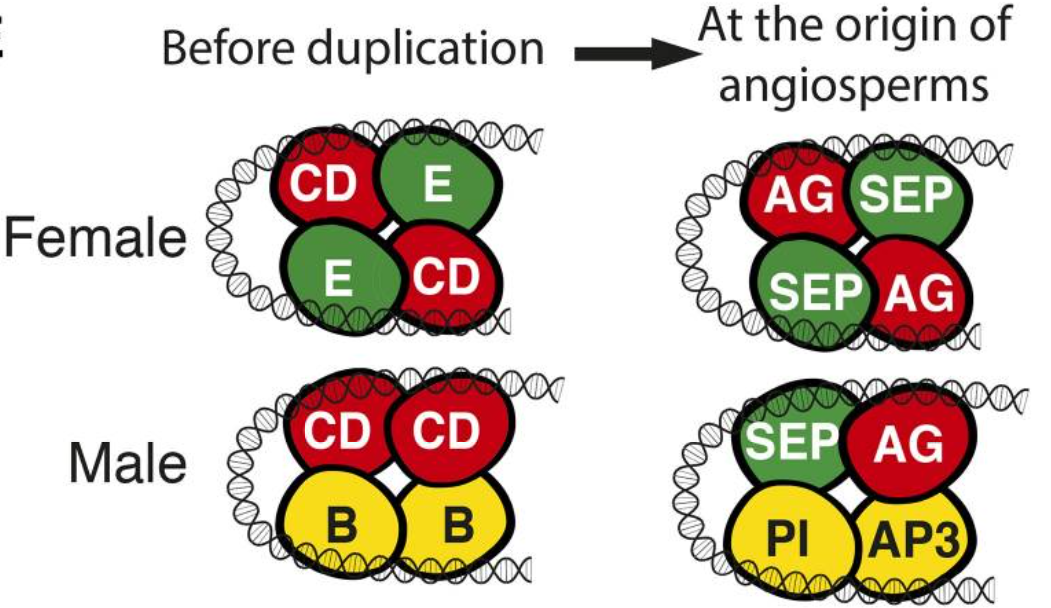 E
Before duplication
At the origin of
angiosperms
Female
CD E
E CD
AG SEP
SEP AG
Male
CD CD
B B
SEP AG
PI AP3